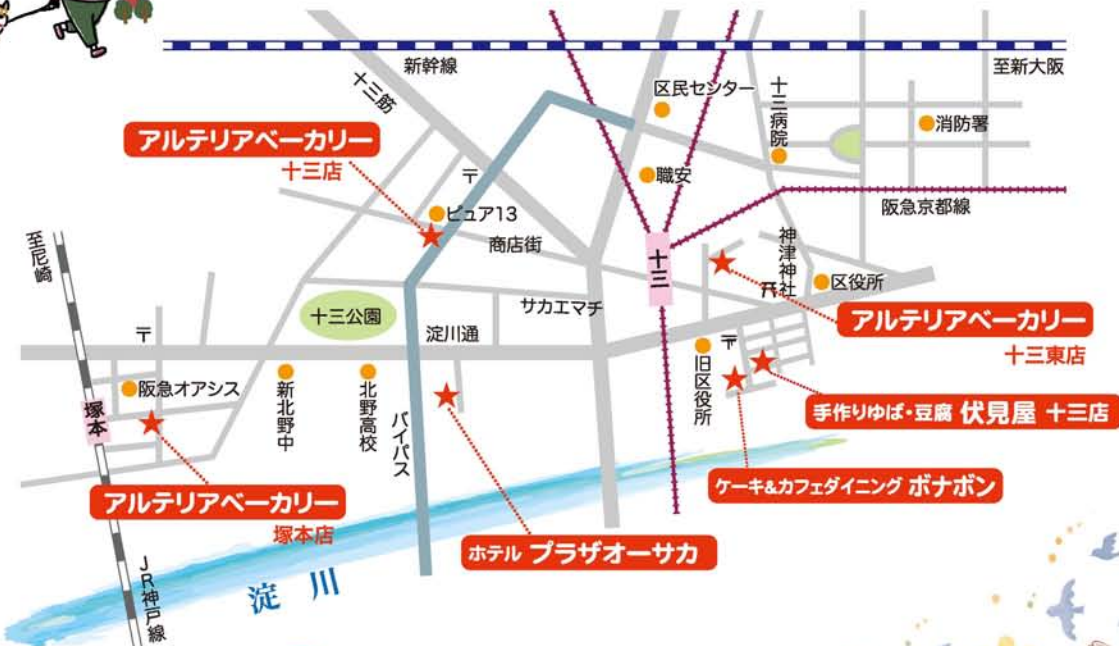 新幹線
至新大阪
十三筋
区民センター
十三病院
消防署
アルテリアベーカリー
十三店
〒
職安
ピュア13
阪急京都線
商店街
至尼崎
十三
神津神社
区役所
十三公園
サカエマチ
アルテリアベーカリー
十三東店
〒
淀川通
〒
旧区役所
阪急オアシス
新北野中
北野高校
バイパス
塚本
手作りゆば・豆腐 伏見屋 十三店
ケーキ&カフェダイニング ボナボン
アルテリアベーカリー
塚本店
ホテル プラザオーサカ
淀川
JR神戸線